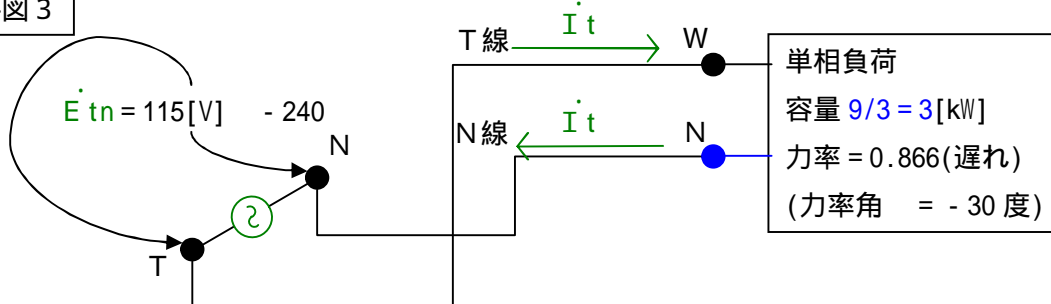 図3
T線
İt
W
Ėtn = 115[V] - 240
N
N線
İt
N
T
単相負荷
容量 9/3 = 3[kW]
力率 = 0.866(遅れ)
(力率角 = - 30 度)